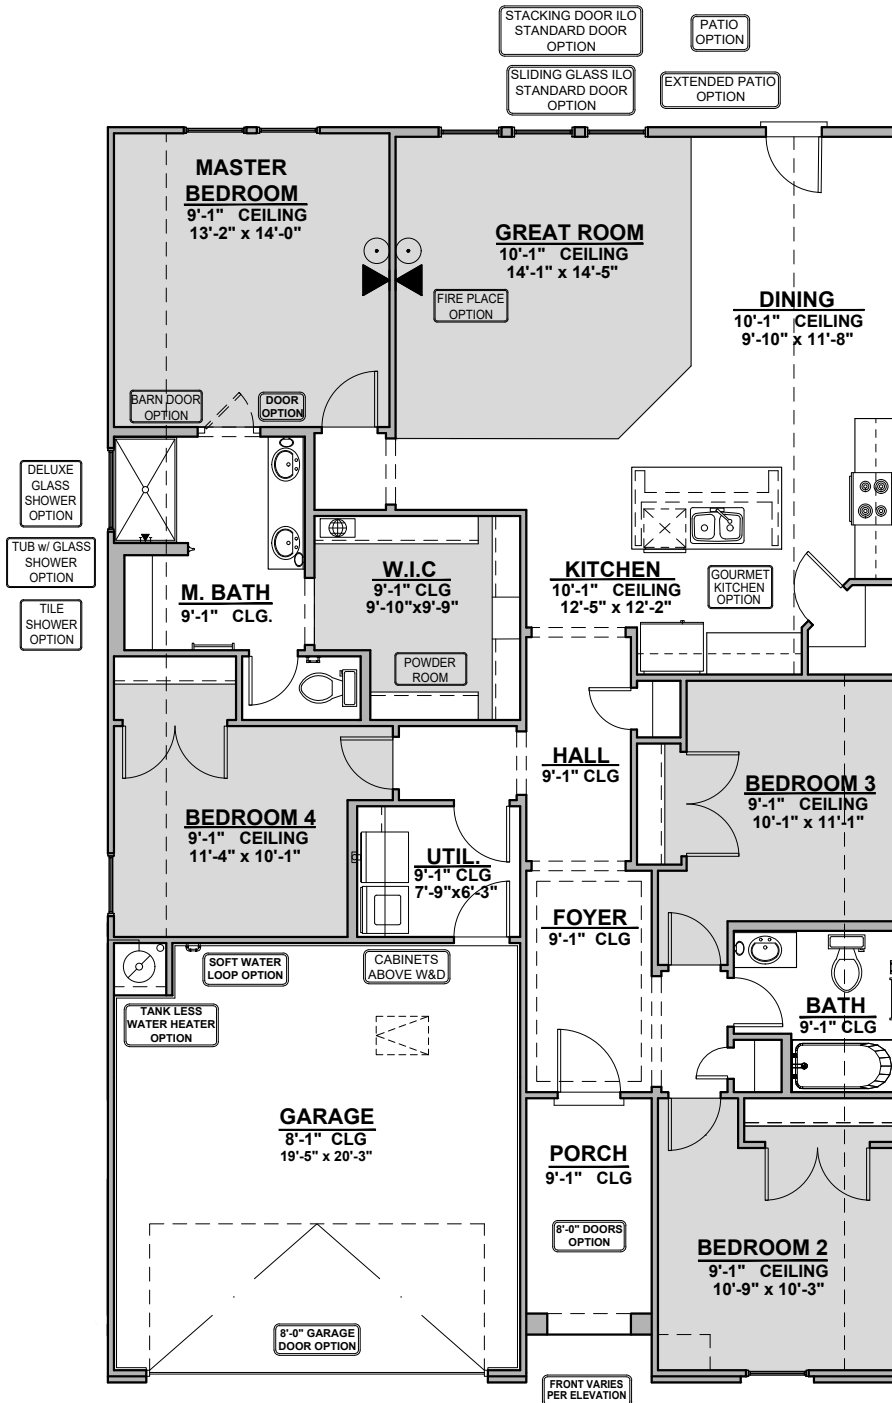 STACKING DOOR ILO
STANDARD DOOR
OPTION
PATIO
OPTION
SLIDING GLASS ILO
STANDARD DOOR
OPTION
EXTENDED PATIO
OPTION
MASTER
BEDROOM
9'-1" CEILING
13'-2" x 14'-0"
GREAT ROOM
10'-1" CEILING
14'-1" x 14'-5"
FIRE PLACE
OPTION
DINING
10'-1" CEILING
9'-10" x 11'-8"
BARN DOOR
OPTION
DOOR
OPTION
DELUXE
GLASS
SHOWER
OPTION
TUB w/ GLASS
SHOWER
OPTION
TILE
SHOWER
OPTION
M. BATH
9'-1" CLG.
W.I.C
9'-1" CLG
9'-10"x9'-9"
POWDER
ROOM
KITCHEN
10'-1" CEILING
12'-5" x 12'-2"
GOURMET
KITCHEN
OPTION
HALL
9'-1" CLG
BEDROOM 3
9'-1" CEILING
10'-1" x 11'-1"
BEDROOM 4
9'-1" CEILING
11'-4" x 10'-1"
UTIL.
9'-1" CLG
7'-9"x6'-3"
FOYER
9'-1" CLG
SOFT WATER
LOOP OPTION
CABINETS
ABOVE W&D
TANK LESS
WATER HEATER
OPTION
BATH
9'-1" CLG
GARAGE
8'-1" CLG
19'-5" x 20'-3"
PORCH
9'-1" CLG
8'-0" DOORS
OPTION
BEDROOM 2
9'-1" CEILING
10'-9" x 10'-3"
8'-0" GARAGE
DOOR OPTION
FRONT VARIES
PER ELEVATION